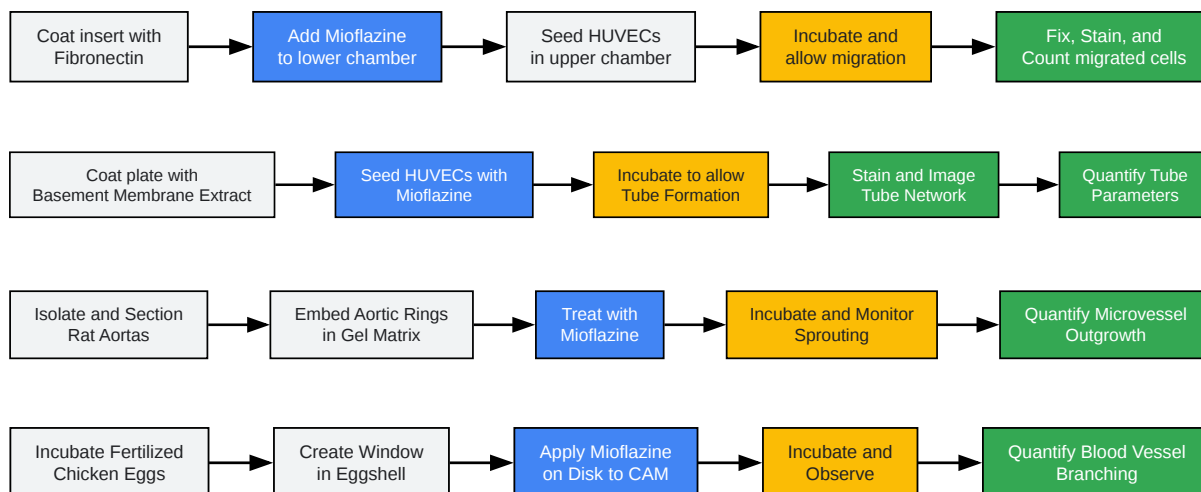 Coat insert with
Fibronectin
Add Mioflazine
to lower chamber
Seed HUVECs
in upper chamber
Incubate and
allow migration
Fix, Stain, and
Count migrated cells
Coat plate with
Basement Membrane Extract
Seed HUVECs with
Mioflazine
Incubate to allow
Tube Formation
Stain and Image
Tube Network
Quantify Tube
Parameters
Isolate and Section
Rat Aortas
Embed Aortic Rings
in Gel Matrix
Treat with
Mioflazine
Incubate and Monitor
Sprouting
Quantify Microvessel
Outgrowth
Incubate Fertilized
Chicken Eggs
Create Window
in Eggshell
Apply Mioflazine
on Disk to CAM
Incubate and
Observe
Quantify Blood Vessel
Branching